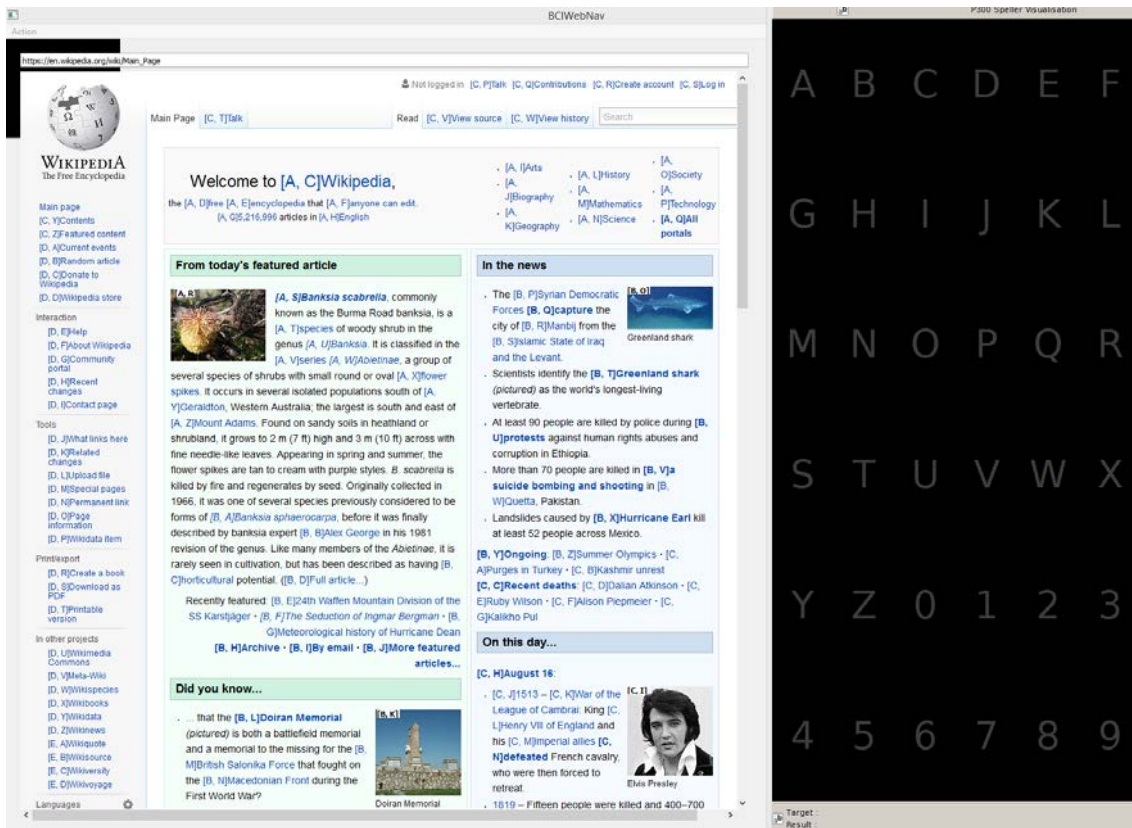 BCIWebNav
Action
https://en.wikipedia.org/wiki/Main_Page
Not logged in [C, P]Talk [C, Q]Contributions [C, R]Create account [C, S]Log in
Main Page [C, T]Talk
Read [C, V]View source [C, W]View history Search
WIKIPEDIA
The Free Encyclopedia
Main page
[C, Y]Contents
[C, Z]Featured content
[D, A]Current events
[D, B]Random article
[D, C]Donate to
Wikipedia
[D, D]Wikipedia store
Interaction
[D, E]Help
[D, F]About Wikipedia
[D, G]Community
portal
[D, H]Recent
changes
[D, I]Contact page
Tools
[D, J]What links here
[D, K]Related
changes
[D, L]Upload file
[D, M]Special pages
[D, N]Permanent link
[D, O]Page
information
[D, P]Wikidata item
Print/export
[D, R]Create a book
[D, S]Download as
PDF
[D, T]Printable
version
In other projects
[D, U]Wikimedia
Commons
[D, V]Meta-Wiki
[D, W]Wikispecies
[D, X]Wikibooks
[D, Y]Wikidata
[D, Z]Wikinews
[E, A]Wikiquote
[E, B]Wikisource
[E, C]Wikiversity
[E, D]Wikivoyage
Languages
Welcome to [A, C]Wikipedia,
the [A, D]free [A, E]encyclopedia that [A, F]anyone can edit.
[A, G]5,216,996 articles in [A, H]English
. [A, I]Arts
. [A,
J]Biography
. [A,
K]Geography
. [A, L]History
. [A,
M]Mathematics
. [A, N]Science
. [A,
O]Society
. [A,
P]Technology
. [A, Q]All
portals
From today's featured article
[A, R]
[A, S]Banksia scabrella, commonly
known as the Burma Road banksia, is a
[A, T]species of woody shrub in the
genus [A, U]Banksia. It is classified in the
[A, V]series [A, W]Abietinae, a group of
several species of shrubs with small round or oval [A, X]flower
spikes. It occurs in several isolated populations south of [A,
Y]Geraldton, Western Australia; the largest is south and east of
[A, Z]Mount Adams. Found on sandy soils in heathland or
shrubland, it grows to 2 m (7 ft) high and 3 m (10 ft) across with
fine needle-like leaves. Appearing in spring and summer, the
flower spikes are tan to cream with purple styles. B. scabrella is
killed by fire and regenerates by seed. Originally collected in
1966, it was one of several species previously considered to be
forms of [B, A]Banksia sphaerocarpa, before it was finally
described by banksia expert [B, B]Alex George in his 1981
revision of the genus. Like many members of the Abietinae, it is
rarely seen in cultivation, but has been described as having [B,
C]horticultural potential. ([B, D]Full article...)
Recently featured: [B, E]24th Waffen Mountain Division of the
SS Karstjäger · [B, F]The Seduction of Ingmar Bergman · [B,
G]Meteorological history of Hurricane Dean
[B, H]Archive · [B, I]By email · [B, J]More featured
articles...
Did you know...
. ... that the [B, L]Doiran Memorial
(pictured) is both a battlefield memorial
and a memorial to the missing for the [B,
M]British Salonika Force that fought on
the [B, N]Macedonian Front during the
First World War?
[B, K]
Doiran Memorial
In the news
. The [B, P]Syrian Democratic
Forces [B, Q]capture the
city of [B, R]Manbij from the
[B, S]Islamic State of Iraq
and the Levant.
[B, O]
Greenland shark
. Scientists identify the [B, T]Greenland shark
(pictured) as the world's longest-living
vertebrate.
. At least 90 people are killed by police during [B,
U]protests against human rights abuses and
corruption in Ethiopia.
. More than 70 people are killed in [B, V]a
suicide bombing and shooting in [B,
W]Quetta, Pakistan.
. Landslides caused by [B, X]Hurricane Earl kill
at least 52 people across Mexico.
[B, Y]Ongoing: [B, Z]Summer Olympics · [C,
A]Purges in Turkey · [C, B]Kashmir unrest
[C, C]Recent deaths: [C, D]Dalian Atkinson · [C,
E]Ruby Wilson · [C, F]Alison Piepmeier · [C,
G]Kalikho Pul
On this day...
[C, H]August 16:
. [C, J]1513 – [C, K]War of the
League of Cambrai: King [C,
L]Henry VIII of England and
his [C, M]imperial allies [C,
N]defeated French cavalry,
who were then forced to
retreat.
[C, I]
Elvis Presley
. 1819 – Fifteen people were killed and 400–700
P300 Speller Visualisation
A B C D E F
G H I J K L
M N O P Q R
S T U V W X
Y Z 0 1 2 3
4 5 6 7 8 9
Target :
Result :